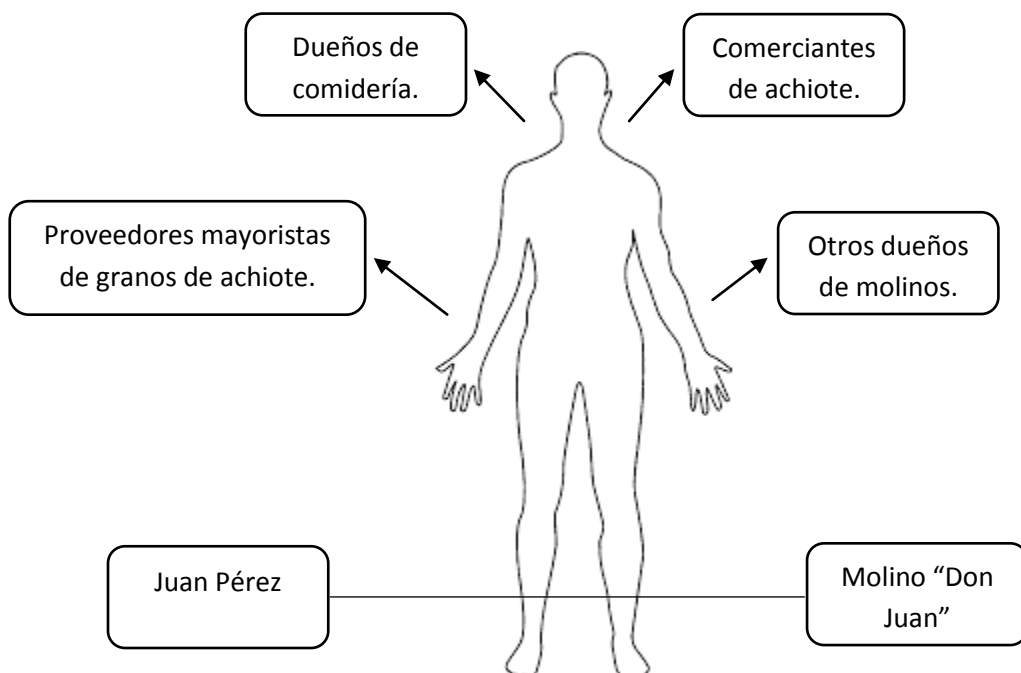 Dueños de
comidería.
Comerciantes
de achiote.
Proveedores mayoristas
de granos de achiote.
Otros dueños
de molinos.
Juan Pérez
Molino “Don
Juan”